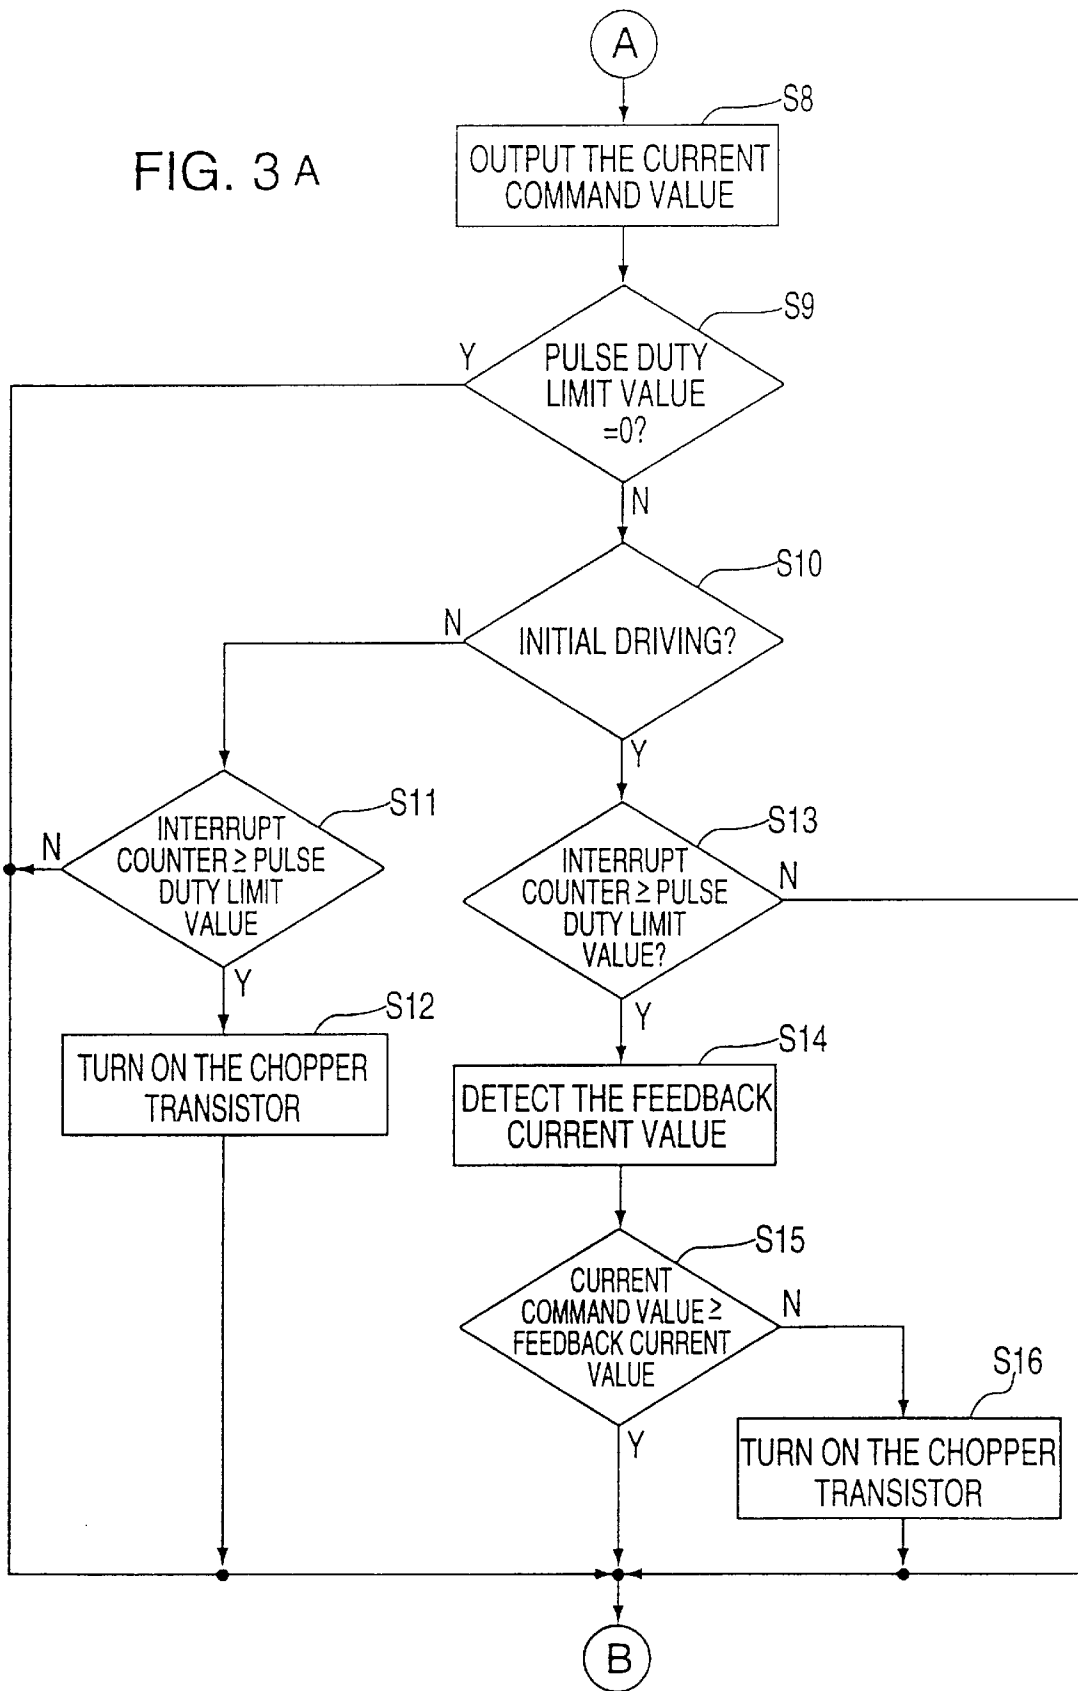 A
S8
FIG. 3 A
OUTPUT THE CURRENT
COMMAND VALUE
S9
Y
PULSE DUTY
LIMIT VALUE
=0?
N
S10
N
INITIAL DRIVING?
Y
S11
N
INTERRUPT
COUNTER ≥ PULSE
DUTY LIMIT
VALUE
Y
S13
INTERRUPT
COUNTER ≥ PULSE
DUTY LIMIT
VALUE?
N
Y
S12
TURN ON THE CHOPPER
TRANSISTOR
S14
DETECT THE FEEDBACK
CURRENT VALUE
S15
CURRENT
COMMAND VALUE ≥
FEEDBACK CURRENT
VALUE
N
Y
S16
TURN ON THE CHOPPER
TRANSISTOR
B